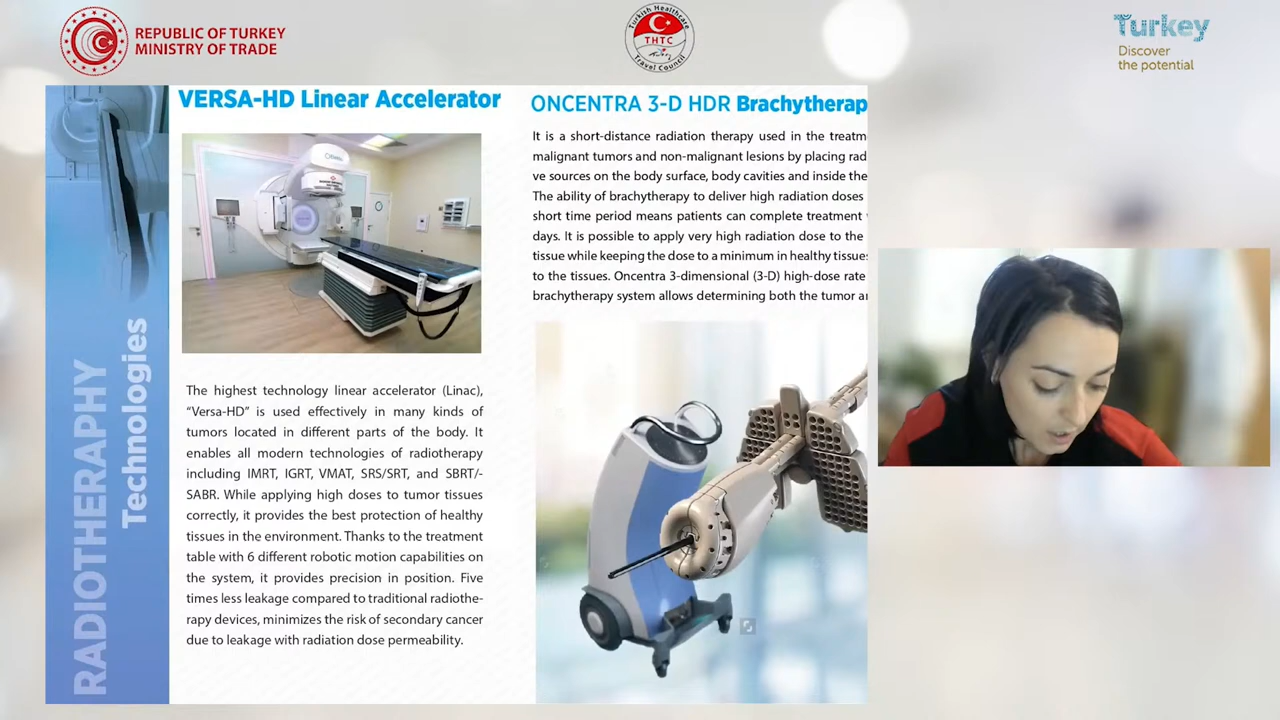 REPUBLIC OF TURKEY
MINISTRY OF TRADE
Turkish Healthcare
THTC
Travel Council
Turkey
Discover
the potential
RADIOTHERAPHY
Technologies
VERSA-HD Linear Accelerator
The highest technology linear accelerator (Linac),
“Versa-HD” is used effectively in many kinds of
tumors located in different parts of the body. It
enables all modern technologies of radiotherapy
including IMRT, IGRT, VMAT, SRS/SRT, and SBRT/-
SABR. While applying high doses to tumor tissues
correctly, it provides the best protection of healthy
tissues in the environment. Thanks to the treatment
table with 6 different robotic motion capabilities on
the system, it provides precision in position. Five
times less leakage compared to traditional radiothe-
rapy devices, minimizes the risk of secondary cancer
due to leakage with radiation dose permeability.
ONCENTRA 3-D HDR Brachytherap
It is a short-distance radiation therapy used in the treatm
malignant tumors and non-malignant lesions by placing rad
ve sources on the body surface, body cavities and inside the
The ability of brachytherapy to deliver high radiation doses
short time period means patients can complete treatment
days. It is possible to apply very high radiation dose to the
tissue while keeping the dose to a minimum in healthy tissues
to the tissues. Oncentra 3-dimensional (3-D) high-dose rate
brachytherapy system allows determining both the tumor a